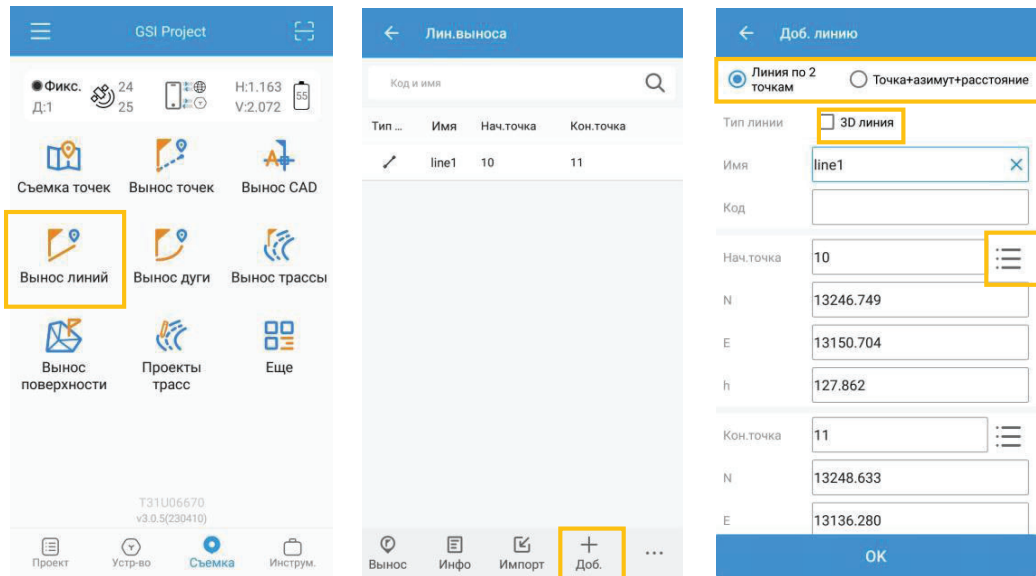 GSI Project
Фикс.
Д:1
24
25
H:1.163
V:2.072
55
Съемка точек
Вынос точек
Вынос CAD
Вынос линий
Вынос дуги
Вынос трассы
Вынос
поверхности
Проекты
трасс
Еще
T31U06670
v3.0.5(230410)
Проект
Устр-во
Съемка
Инструм.
Лин.выноса
Код и имя
Тип ...
Имя
Нач.точка
Кон.точка
line1
10
11
Вынос
Инфо
Импорт
Доб.
...
Доб. линию
Линия по 2
точкам
Точка+азимут+расстояние
Тип линии
3D линия
Имя
line1
Код
Нач.точка
10
N
13246.749
E
13150.704
h
127.862
Кон.точка
11
N
13248.633
E
13136.280
OK